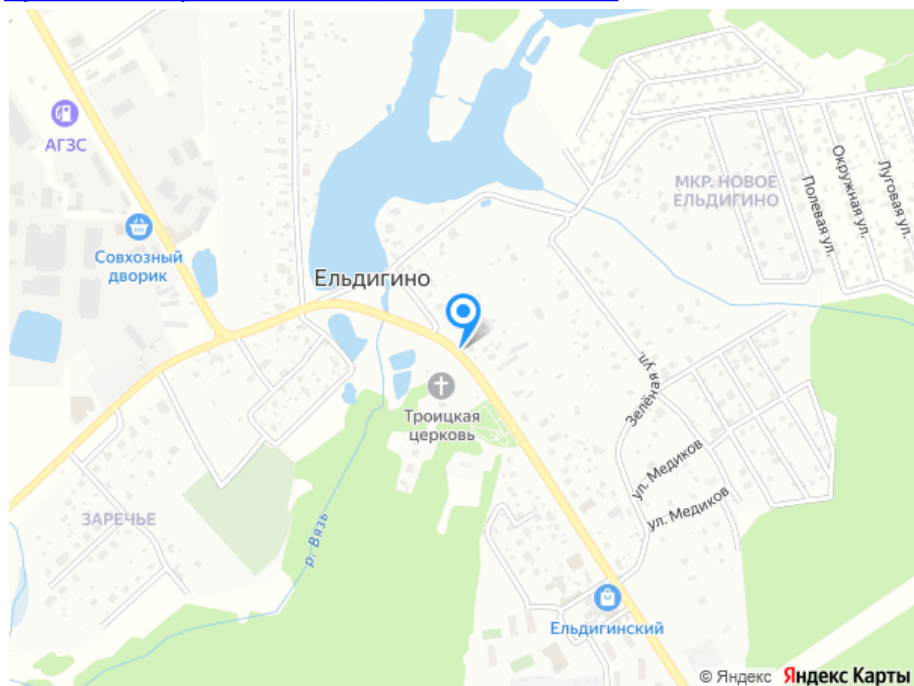 АГЗС
Совхозный
дворик
Ельдигино
МКР. НОВОЕ
ЕЛЬДИГИНО
Полевая ул.
Окружная ул.
Луговая ул.
Троицкая
церковь
Зелёная ул.
ул. Медиков
ул. Медиков
ЗАРЕЧЬЕ
р. Вязь
Ельдигинский
© Яндекс Яндекс Карты